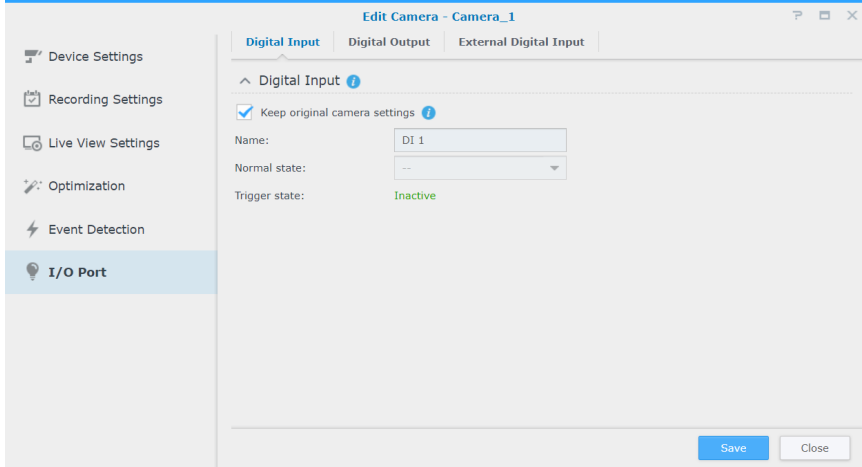 Edit Camera - Camera_1
Device Settings
Recording Settings
Live View Settings
Optimization
Event Detection
I/O Port
Digital Input
Digital Output
External Digital Input
Digital Input
Keep original camera settings
Name: DI 1
Normal state: --
Trigger state: Inactive
Save
Close